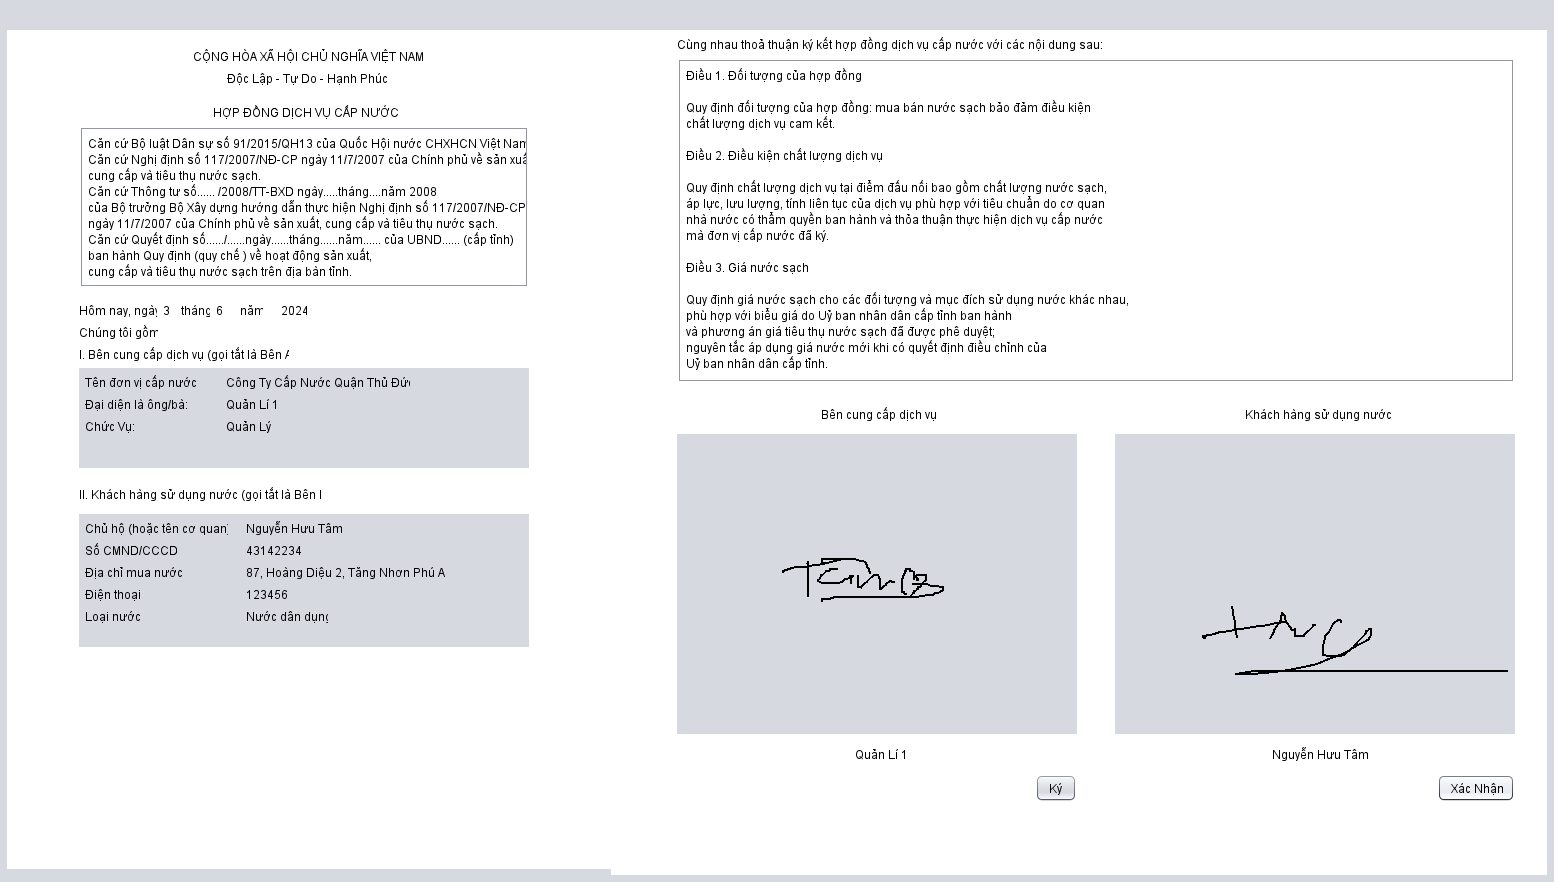 CỘNG HÒA XÃ HỘI CHỦ NGHĨA VIỆT NAM
Độc Lập - Tự Do - Hạnh Phúc
HỢP ĐỒNG DỊCH VỤ CẤP NƯỚC
Căn cứ Bộ luật Dân sự số 91/2015/QH13 của Quốc Hội nước CHXHCN Việt Nam
Căn cứ Nghị định số 117/2007/NĐ-CP ngày 11/7/2007 của Chính phủ về sản xuấ
cung cấp và tiêu thụ nước sạch.
Căn cứ Thông tư số...... /2008/TT-BXD ngày.....tháng....năm 2008
của Bộ trưởng Bộ Xây dựng hướng dẫn thực hiện Nghị định số 117/2007/NĐ-CP
ngày 11/7/2007 của Chính phủ về sản xuất, cung cấp và tiêu thụ nước sạch.
Căn cứ Quyết định số....../......ngày......tháng......năm...... của UBND...... (cấp tỉnh)
ban hành Quy định (quy chế ) về hoạt động sản xuất,
cung cấp và tiêu thụ nước sạch trên địa bàn tỉnh.
Hôm nay, ngày 3 tháng 6 năm 2024
Chúng tôi gồm
I. Bên cung cấp dịch vụ (gọi tắt là Bên A
Tên đơn vị cấp nước Công Ty Cấp Nước Quận Thủ Đức
Đại diện là ông/bà: Quản Lí 1
Chức Vụ: Quản Lý
II. Khách hàng sử dụng nước (gọi tắt là Bên
Chủ hộ (hoặc tên cơ quan) Nguyễn Hưu Tâm
Số CMND/CCCD 43142234
Địa chỉ mua nước 87, Hoàng Diệu 2, Tăng Nhơn Phú A
Điện thoại 123456
Loại nước Nước dân dụng
Cùng nhau thoả thuận ký kết hợp đồng dịch vụ cấp nước với các nội dung sau:
Điều 1. Đối tượng của hợp đồng
Quy định đối tượng của hợp đồng: mua bán nước sạch bảo đảm điều kiện
chất lượng dịch vụ cam kết.
Điều 2. Điều kiện chất lượng dịch vụ
Quy định chất lượng dịch vụ tại điểm đấu nối bao gồm chất lượng nước sạch,
áp lực, lưu lượng, tính liên tục của dịch vụ phù hợp với tiêu chuẩn do cơ quan
nhà nước có thẩm quyền ban hành và thỏa thuận thực hiện dịch vụ cấp nước
mà đơn vị cấp nước đã ký.
Điều 3. Giá nước sạch
Quy định giá nước sạch cho các đối tượng và mục đích sử dụng nước khác nhau,
phù hợp với biểu giá do Uỷ ban nhân dân cấp tỉnh ban hành
và phương án giá tiêu thụ nước sạch đã được phê duyệt;
nguyên tắc áp dụng giá nước mới khi có quyết định điều chỉnh của
Uỷ ban nhân dân cấp tỉnh.
Bên cung cấp dịch vụ
Khách hàng sử dụng nước
Quản Lí 1
Nguyễn Hưu Tâm
Ký
Xác Nhận